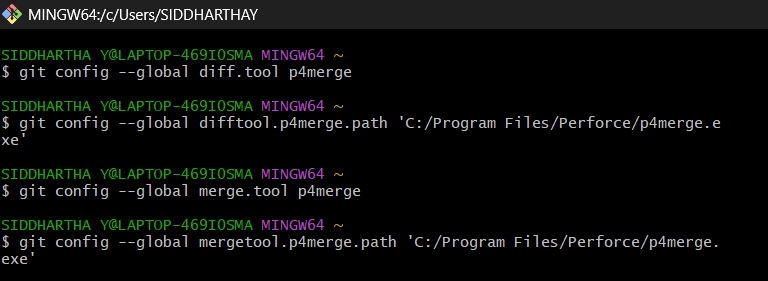 MINGW64:/c/Users/SIDDHARTHAY
SIDDHARTHA Y@LAPTOP-469IOSMA MINGW64 ~
$ git config --global diff.tool p4merge
SIDDHARTHA Y@LAPTOP-469IOSMA MINGW64 ~
$ git config --global difftool.p4merge.path 'C:/Program Files/Perforce/p4merge.e
xe'
SIDDHARTHA Y@LAPTOP-469IOSMA MINGW64 ~
$ git config --global merge.tool p4merge
SIDDHARTHA Y@LAPTOP-469IOSMA MINGW64 ~
$ git config --global mergetool.p4merge.path 'C:/Program Files/Perforce/p4merge.
exe'